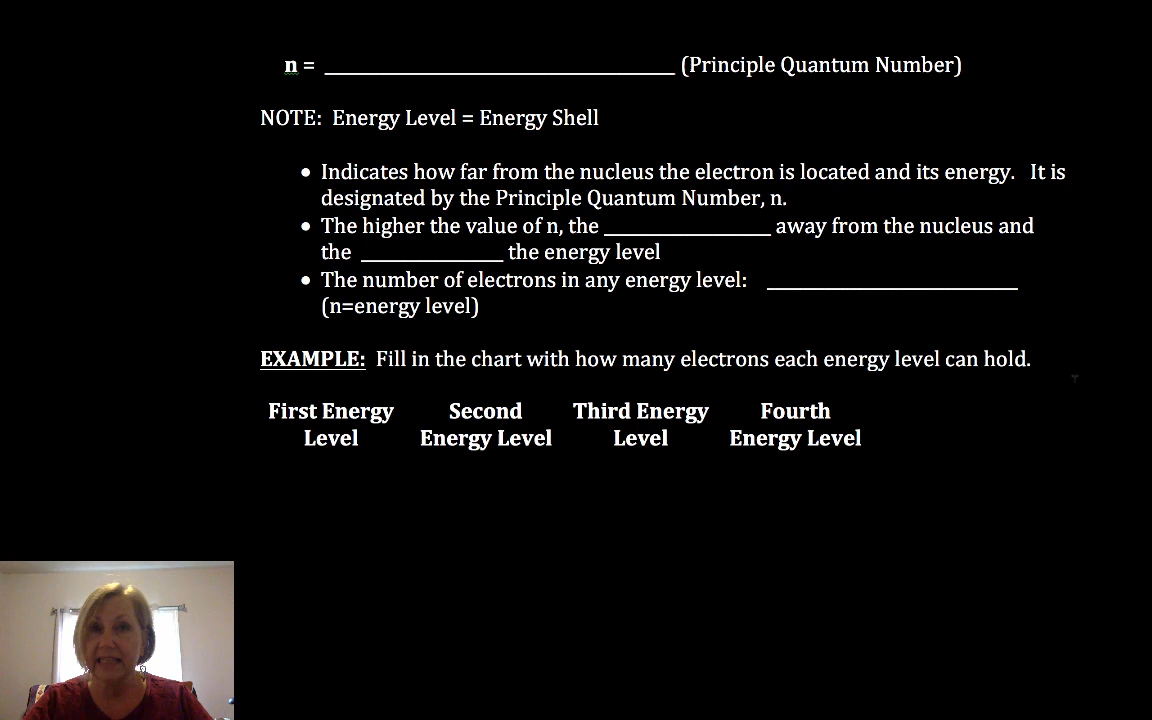 n = ______________________________ (Principle Quantum Number)
NOTE: Energy Level = Energy Shell
• Indicates how far from the nucleus the electron is located and its energy. It is
designated by the Principle Quantum Number, n.
• The higher the value of n, the ______________ away from the nucleus and
the ____________ the energy level
• The number of electrons in any energy level: _____________________
(n=energy level)
EXAMPLE: Fill in the chart with how many electrons each energy level can hold.
First Energy Level
Second Energy Level
Third Energy Level
Fourth Energy Level